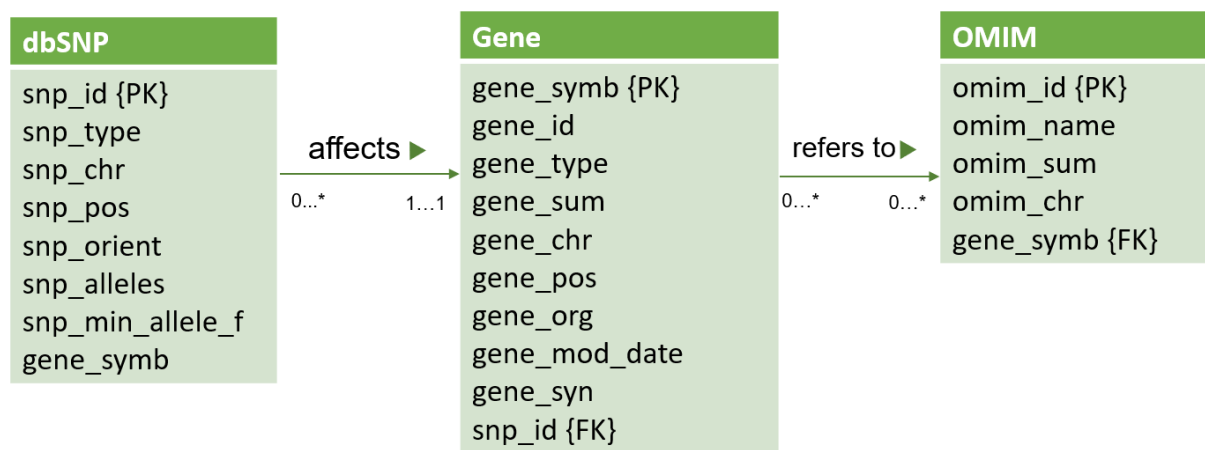 dbSNP
snp_id {PK}
snp_type
snp_chr
snp_pos
snp_orient
snp_alleles
snp_min_allele_f
gene_symb
affects
0...*
1...1
Gene
gene_symb {PK}
gene_id
gene_type
gene_sum
gene_chr
gene_pos
gene_org
gene_mod_date
gene_syn
snp_id {FK}
refers to
0...*
0...*
OMIM
omim_id {PK}
omim_name
omim_sum
omim_chr
gene_symb {FK}